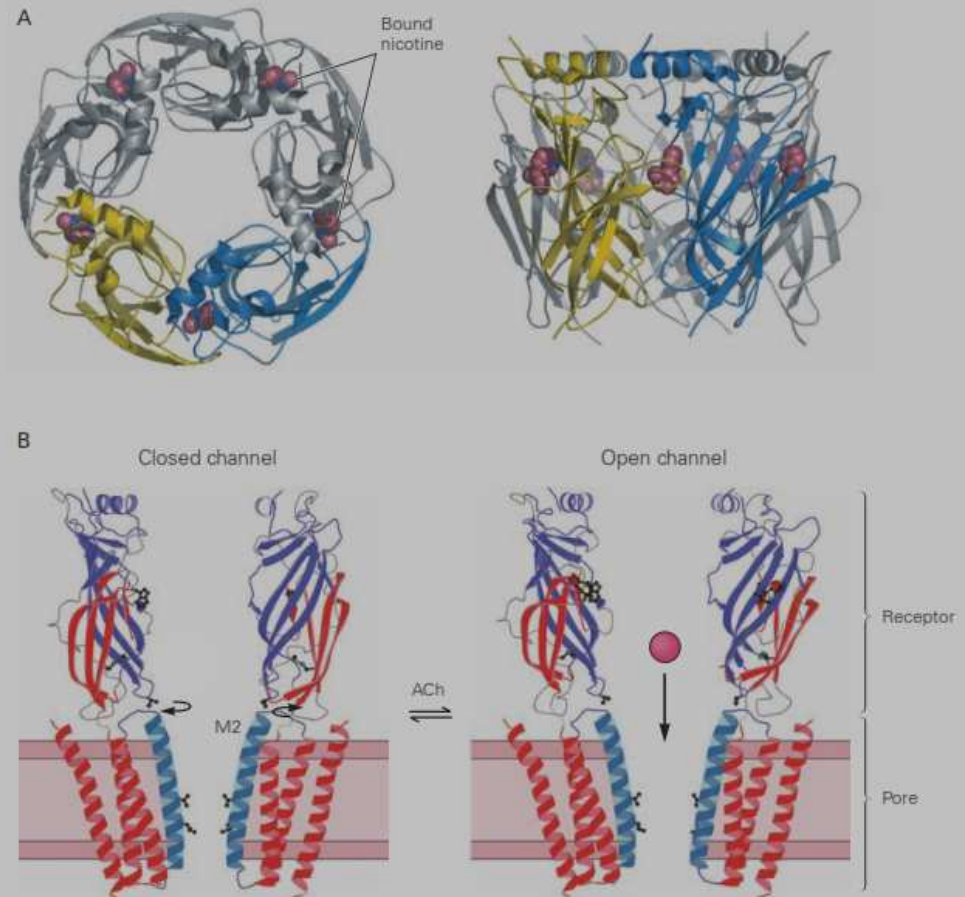 A
Bound
nicotine
B
Closed channel
Open channel
Receptor
ACh
M2
Pore